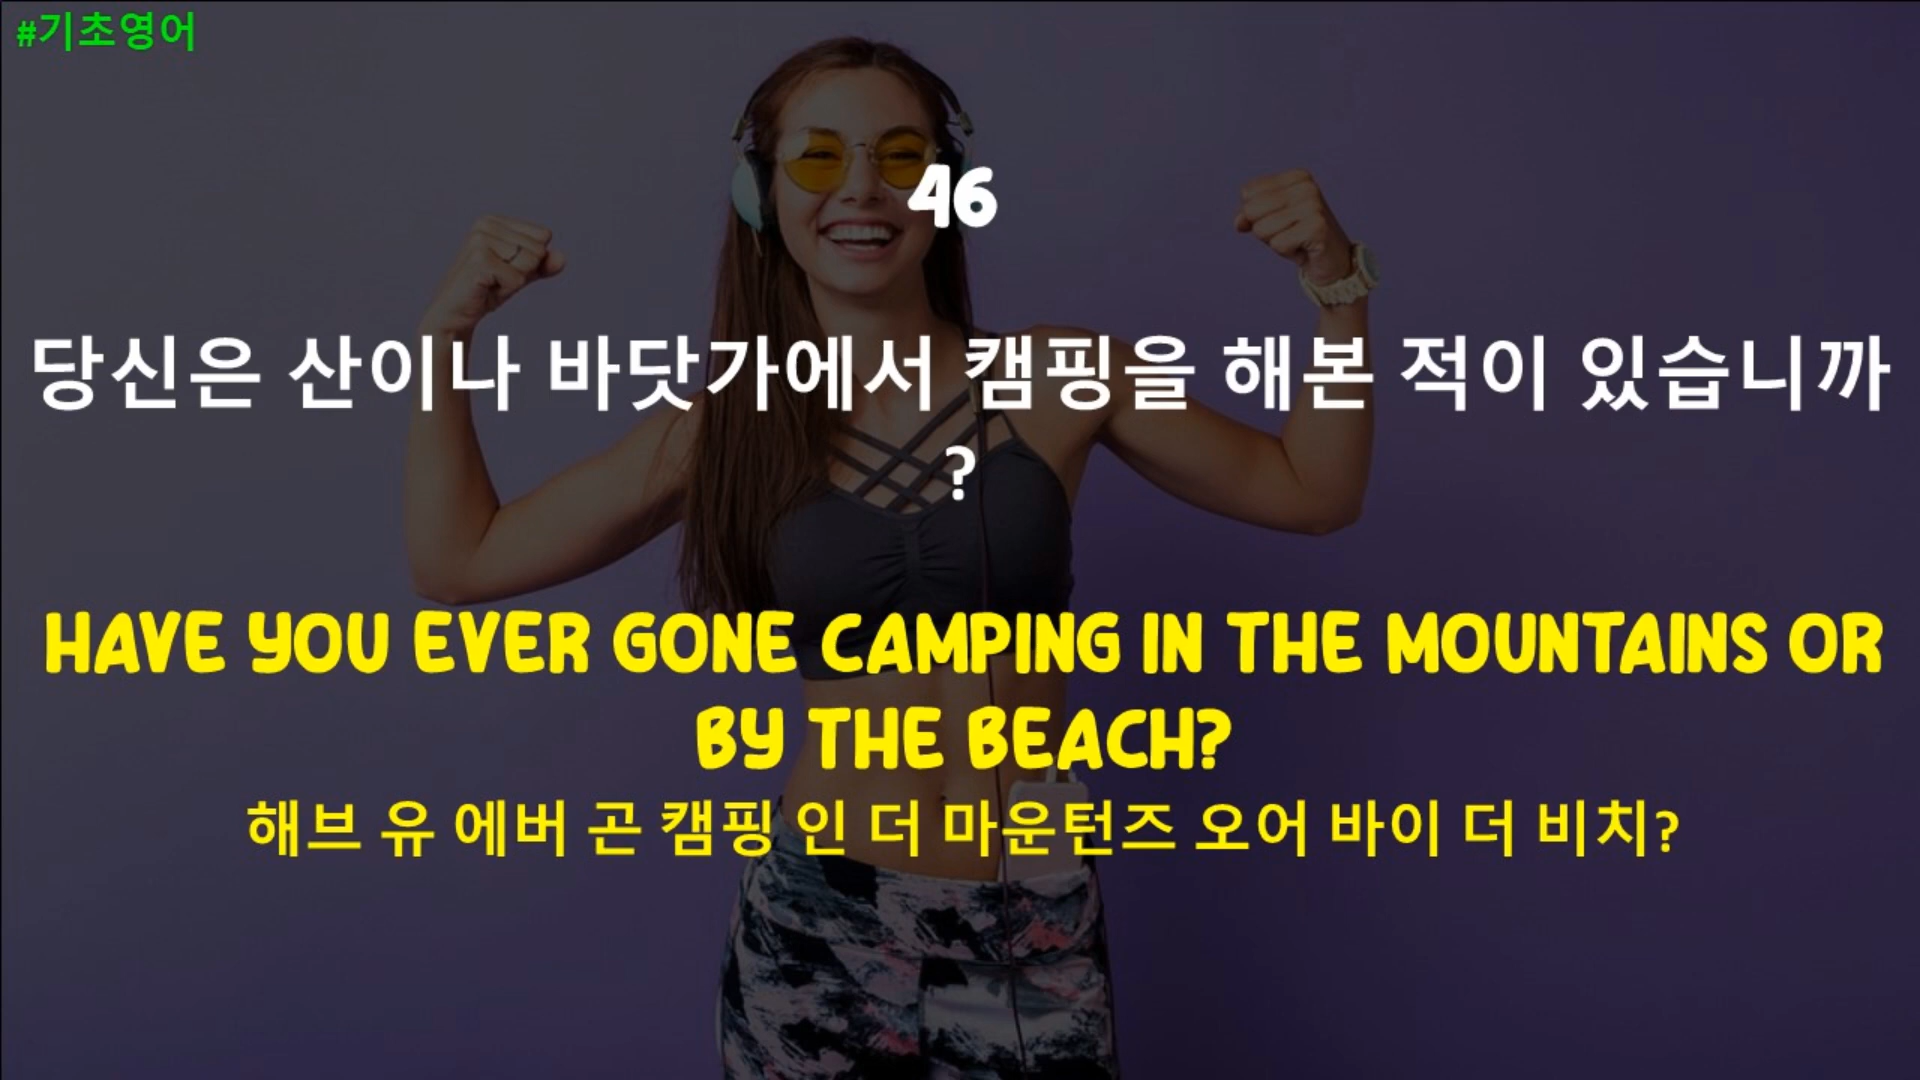 #기초영어
46
당신은 산이나 바닷가에서 캠핑을 해본 적이 있습니까
?
HAVE YOU EVER GONE CAMPING IN THE MOUNTAINS OR
BY THE BEACH?
해브 유 에버 곤 캠핑 인 더 마운턴즈 오어 바이 더 비치?